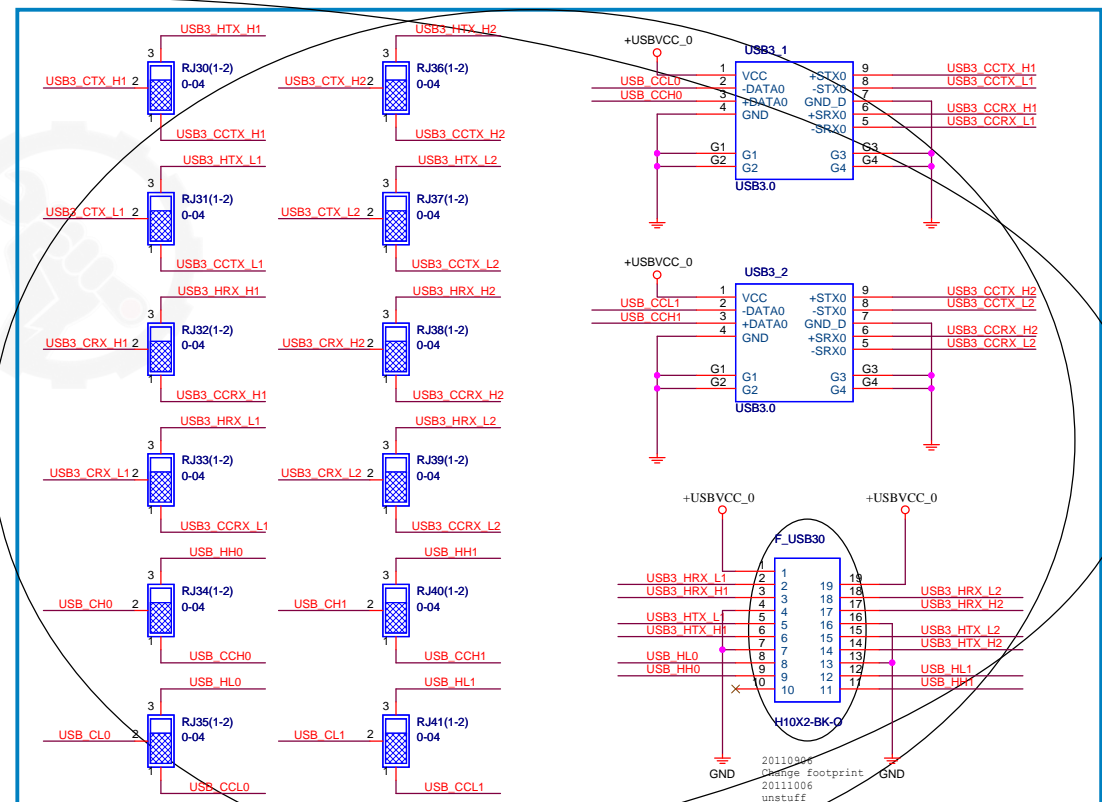 USB3_HTX_H1
3
USB3_CTX_H1 2
RJ30(1-2)
0-04
1
USB3_CCTX_H1
USB3_HTX_L1
3
USB3_CTX_L1 2
RJ31(1-2)
0-04
1
USB3_CCTX_L1
USB3_HRX_H1
3
USB3_CRX_H1 2
RJ32(1-2)
0-04
1
USB3_CCRX_H1
USB3_HRX_L1
3
USB3_CRX_L1 2
RJ33(1-2)
0-04
1
USB3_CCRX_L1
USB_HH0
3
USB_CH0 2
RJ34(1-2)
0-04
1
USB_CCH0
USB_HL0
3
USB_CL0 2
RJ35(1-2)
0-04
1
USB_CCL0
USB3_HTX_H2
3
USB3_CTX_H2 2
RJ36(1-2)
0-04
1
USB3_CCTX_H2
USB3_HTX_L2
3
USB3_CTX_L2 2
RJ37(1-2)
0-04
1
USB3_CCTX_L2
USB3_HRX_H2
3
USB3_CRX_H2 2
RJ38(1-2)
0-04
1
USB3_CCRX_H2
USB3_HRX_L2
3
USB3_CRX_L2 2
RJ39(1-2)
0-04
1
USB3_CCRX_L2
USB_HH1
3
USB_CH1 2
RJ40(1-2)
0-04
1
USB_CCH1
USB_HL1
3
USB_CL1 2
RJ41(1-2)
0-04
1
USB_CCL1
+USBVCC_0
USB3_1
1 VCC +STX0 9 USB3_CCTX_H1
USB_CCL0 2 -DATA0 -STX0 8 USB3_CCTX_L1
USB_CCH0 3 +DATA0 GND_D 7
4 GND +SRX0 6 USB3_CCRX_H1
-SRX0 5 USB3_CCRX_L1
G1 G1 G3 G3
G2 G2 G4 G4
USB3.0
+USBVCC_0
USB3_2
1 VCC +STX0 9 USB3_CCTX_H2
USB_CCL1 2 -DATA0 -STX0 8 USB3_CCTX_L2
USB_CCH1 3 +DATA0 GND_D 7
4 GND +SRX0 6 USB3_CCRX_H2
-SRX0 5 USB3_CCRX_L2
G1 G1 G3 G3
G2 G2 G4 G4
USB3.0
+USBVCC_0 +USBVCC_0
F_USB30
1 1
USB3_HRX_L1 2 2 19 19
USB3_HRX_H1 3 3 18 18 USB3_HRX_L2
4 4 17 17 USB3_HRX_H2
USB3_HTX_L1 5 5 16 16
USB3_HTX_H1 6 6 15 15 USB3_HTX_L2
7 7 14 14 USB3_HTX_H2
USB_HL0 8 8 13 13
USB_HH0 9 9 12 12 USB_HL1
10 10 11 11 USB_HH1
H10X2-BK-O
GND GND
20110906
Change footprint
20111006
unstuff